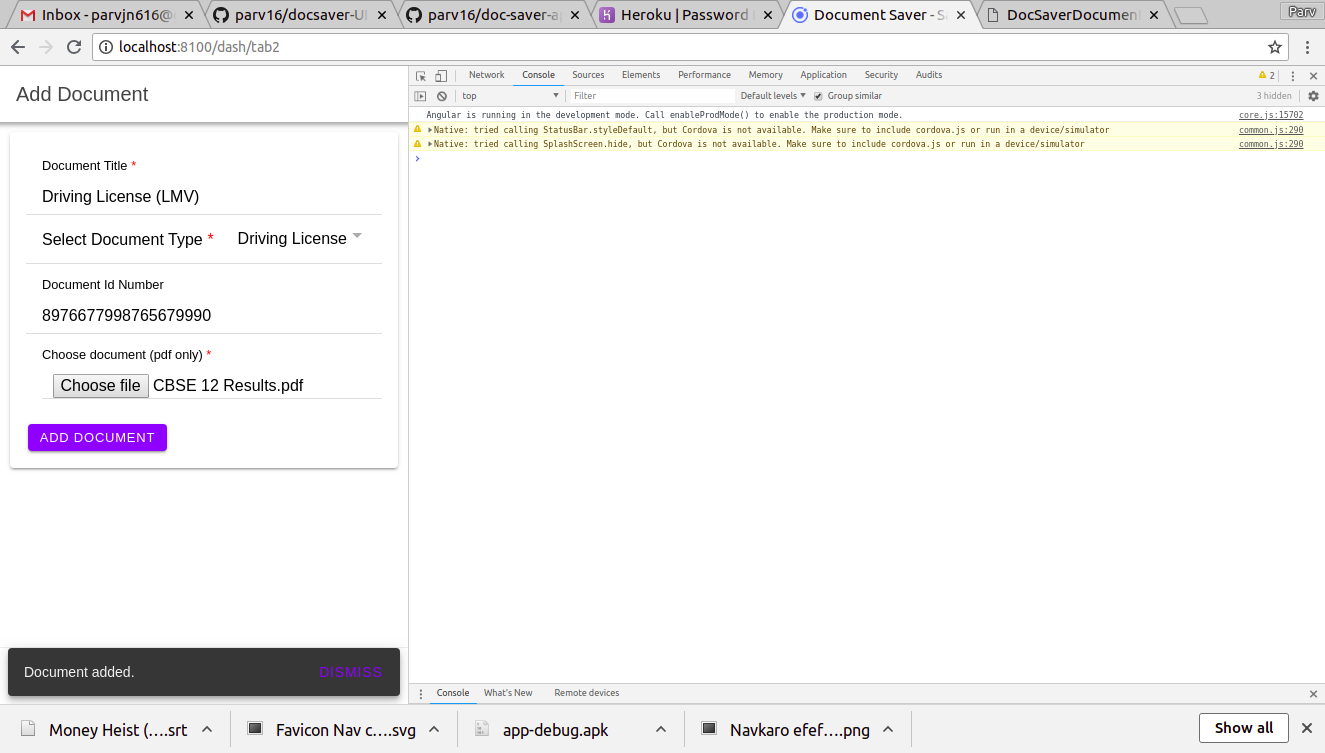 Inbox - parvjn616@
parv16/docsaver-UI
parv16/doc-saver-a
Heroku | Password
Document Saver - S
DocSaverDocument
Parv
localhost:8100/dash/tab2
Add Document
Document Title *
Driving License (LMV)
Select Document Type * Driving License
Document Id Number
8976677998765679990
Choose document (pdf only) *
Choose file CBSE 12 Results.pdf
ADD DOCUMENT
Document added. DISMISS
Network Console Sources Elements Performance Memory Application Security Audits 2
top Filter Default levels Group similar 3 hidden
Angular is running in the development mode. Call enableProdMode() to enable the production mode. core.js:15702
Native: tried calling StatusBar.styleDefault, but Cordova is not available. Make sure to include cordova.js or run in a device/simulator common.js:290
Native: tried calling SplashScreen.hide, but Cordova is not available. Make sure to include cordova.js or run in a device/simulator common.js:290
Console What's New Remote devices
Money Heist (....srt
Favicon Nav c....svg
app-debug.apk
Navkaro efef....png
Show all